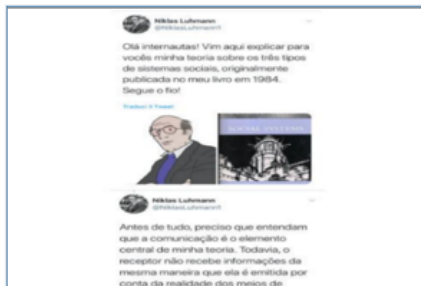 Niklas Luhmann
@NiklasLuhmann1
Olá internautas! Vim aqui explicar para
vocês minha teoria sobre os três tipos
de sistemas sociais, originalmente
publicada no meu livro em 1984.
Segue o fio!
Traduzir o Tweet
SOCIAL SYSTEMS
Niklas Luhmann
@NiklasLuhmann1
Antes de tudo, preciso que entendam
que a comunicação é o elemento
central de minha teoria. Todavia, o
receptor não recebe informações da
mesma maneira que ela é emitida por
conta da realidade dos meios de